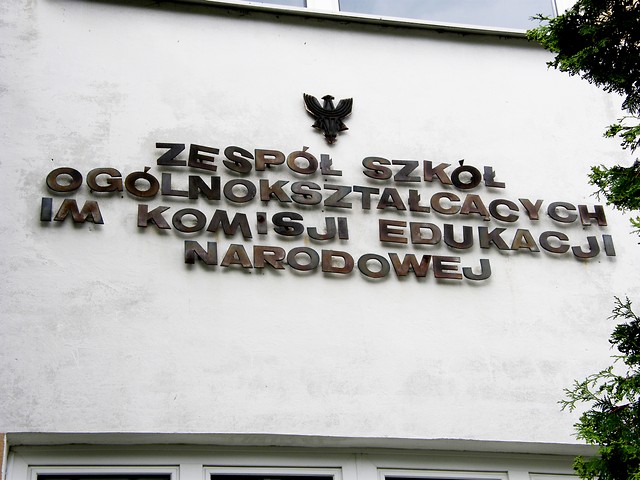 ZESPÓŁ SZKÓŁ
OGÓLNOKSZTAŁCĄCYCH
IM KOMISJI EDUKACJI
NARODOWEJ